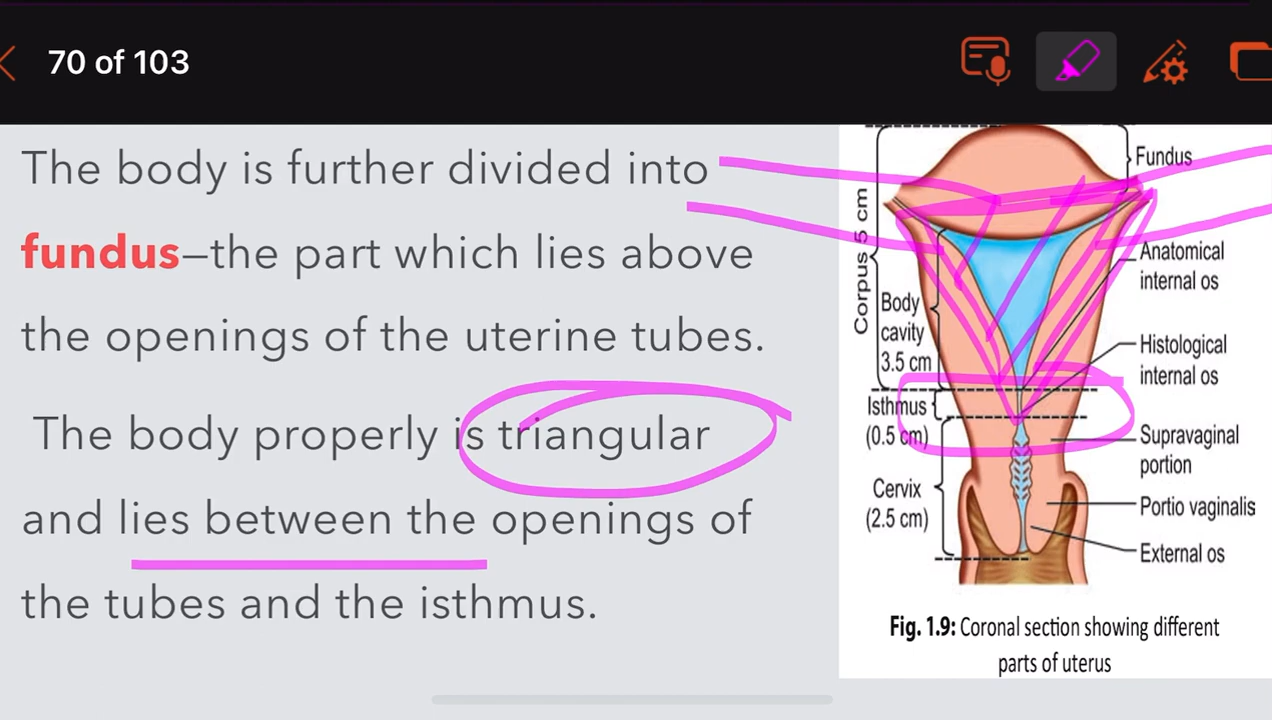 70 of 103
The body is further divided into
fundus–the part which lies above
the openings of the uterine tubes.
The body properly is triangular
and lies between the openings of
the tubes and the isthmus.
Fundus
Corpus 5 cm
Anatomical
internal os
Body
cavity
3.5 cm
Histological
internal os
Isthmus
(0.5 cm)
Supravaginal
portion
Cervix
(2.5 cm)
Portio vaginalis
External os
Fig. 1.9: Coronal section showing different
parts of uterus